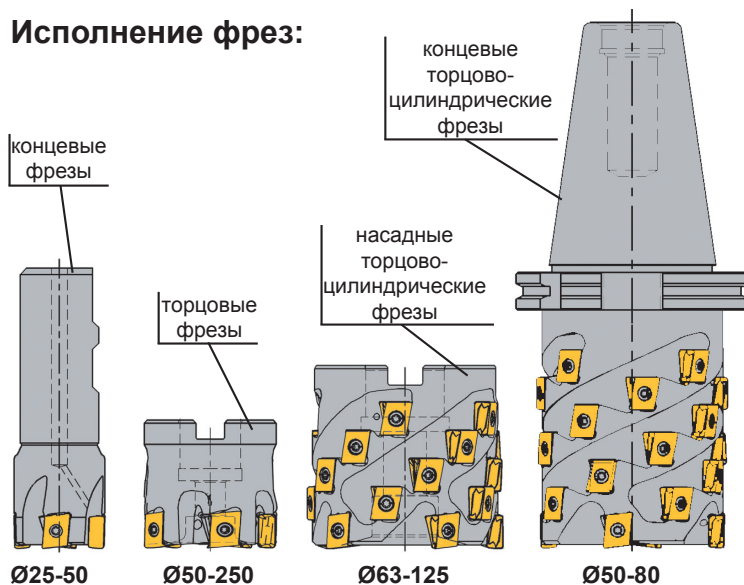 Исполнение фрез:
концевые
торцово-
цилиндрические
фрезы
концевые
фрезы
насадные
торцово-
цилиндрические
фрезы
торцовые
фрезы
Ø25-50
Ø50-250
Ø63-125
Ø50-80